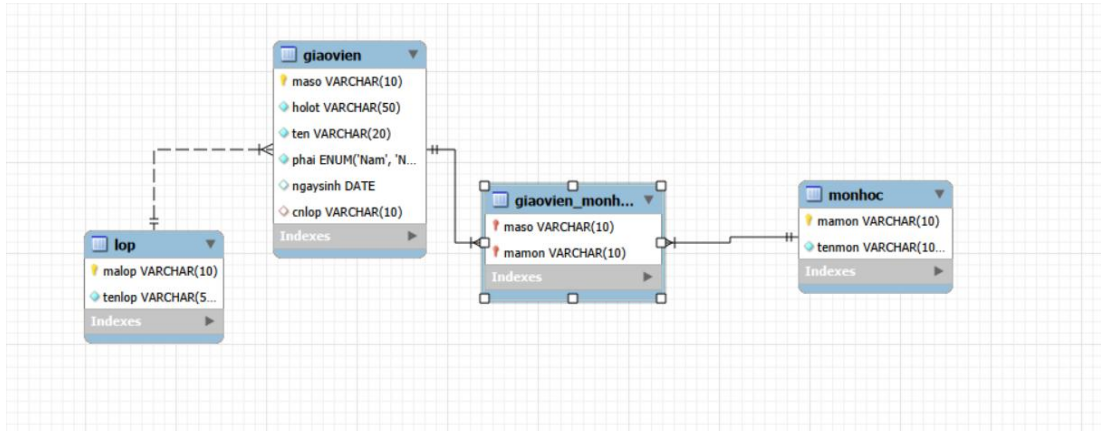 giaovien
maso VARCHAR(10)
holot VARCHAR(50)
ten VARCHAR(20)
phai ENUM('Nam', 'N...
ngaysinh DATE
cnlop VARCHAR(10)
Indexes
lop
malop VARCHAR(10)
tenlop VARCHAR(5...
Indexes
giaovien_monh...
maso VARCHAR(10)
mamon VARCHAR(10)
Indexes
monhoc
mamon VARCHAR(10)
tenmon VARCHAR(10...
Indexes